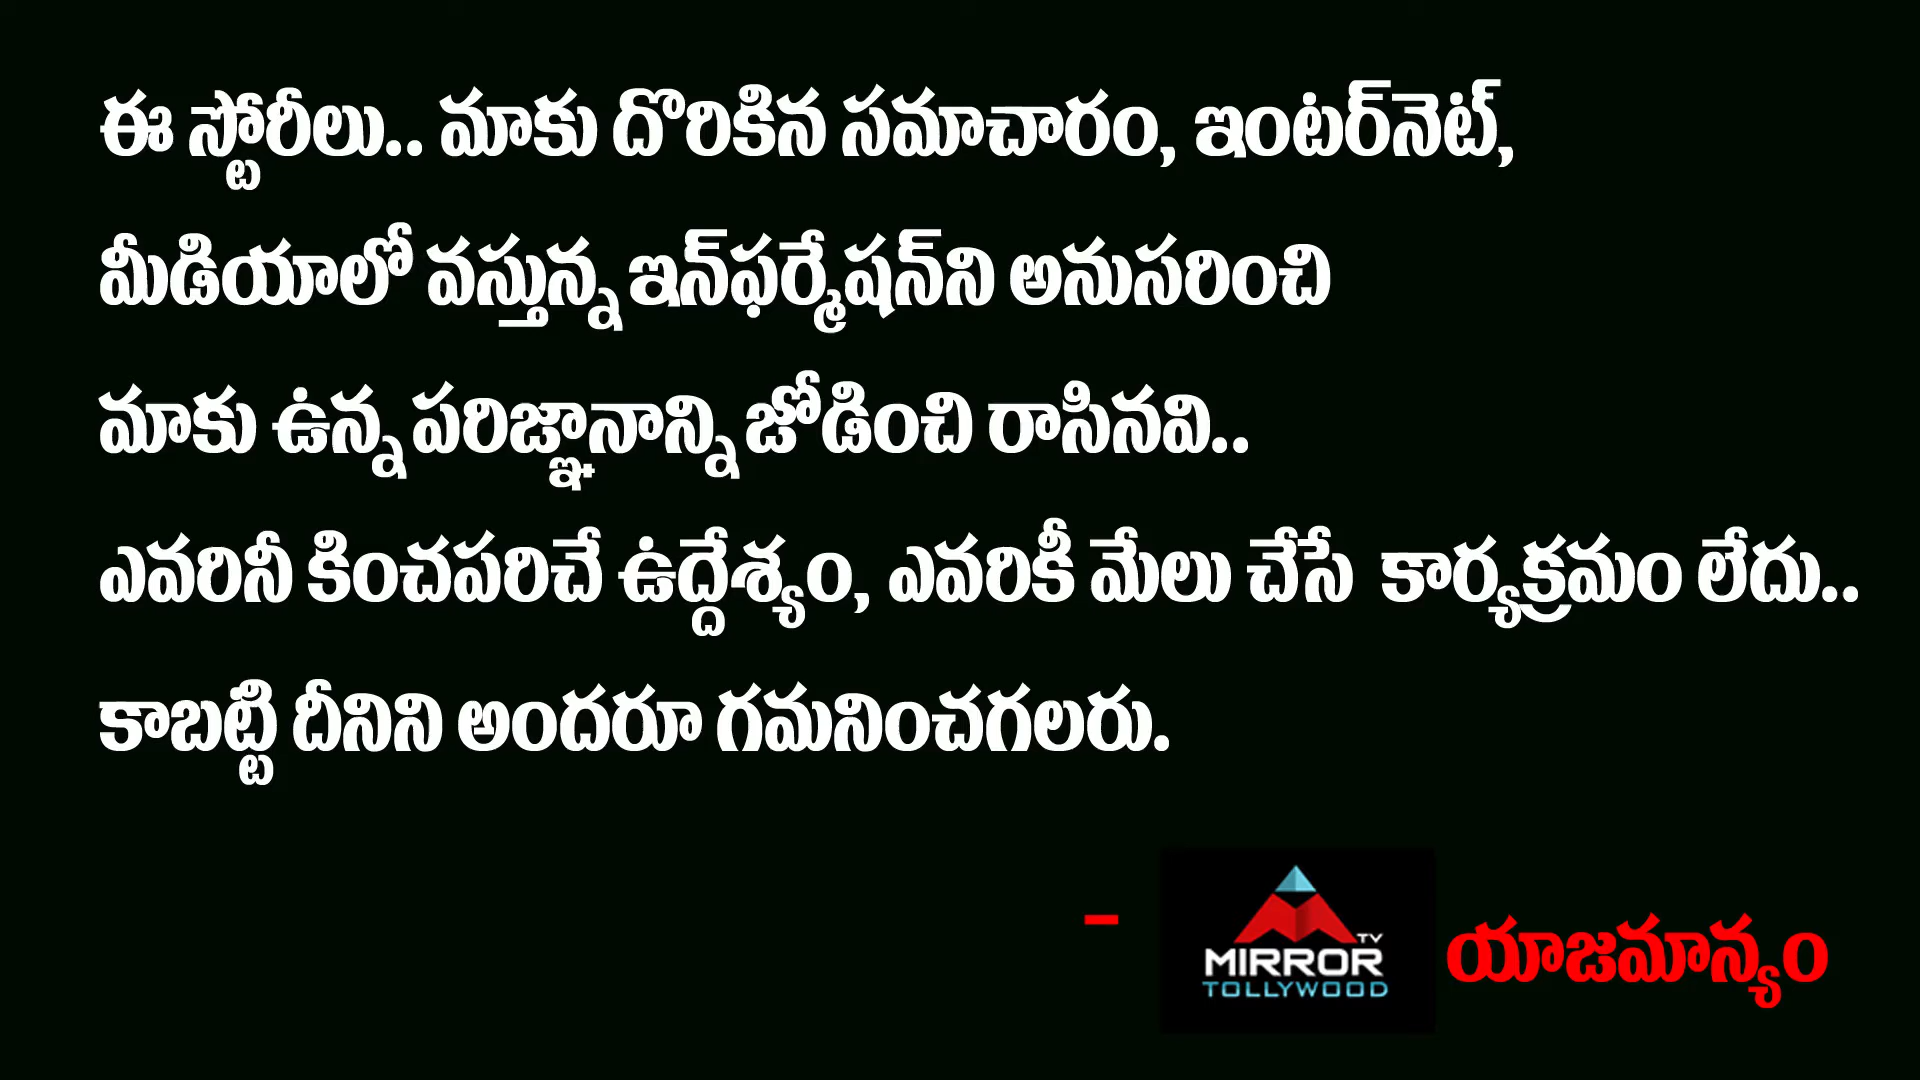 ఈ స్టోరీలు.. మాకు దొరికిన సమాచారం, ఇంటర్‌నెట్,
మీడియాలో వస్తున్న ఇన్‌ఫర్మేషన్‌ని అనుసరించి
మాకు ఉన్న పరిజ్ఞానాన్ని జోడించి రాసినవి..
ఎవరినీ కించపరిచే ఉద్దేశ్యం, ఎవరికీ మేలు చేసే కార్యక్రమం లేదు..
కాబట్టి దీనిని అందరూ గమనించగలరు.
- MIRROR TV TOLLYWOOD యాజమాన్యం